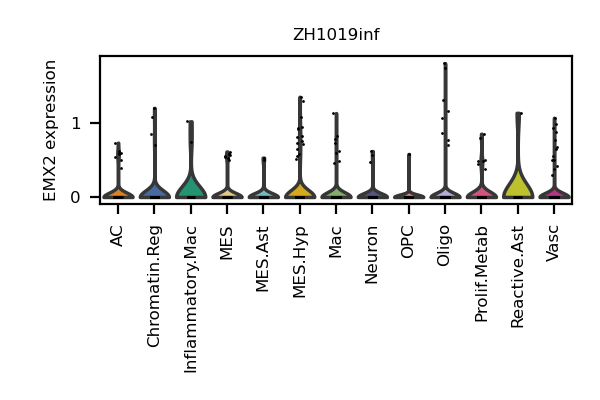 ZH1019inf
EMX2 expression
1
0
AC
Chromatin.Reg
Inflammatory.Mac
MES
MES.Ast
MES.Hyp
Mac
Neuron
OPC
Oligo
Prolif.Metab
Reactive.Ast
Vasc